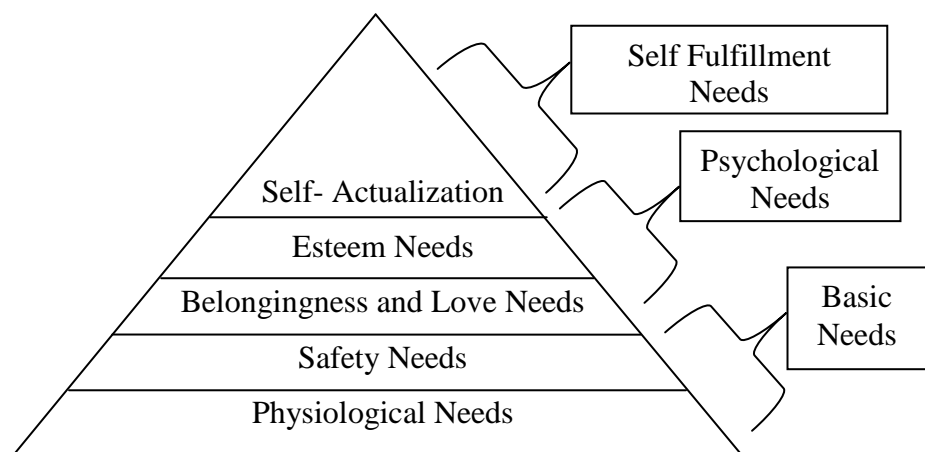 Self Fulfillment
Needs
Psychological
Needs
Self- Actualization
Esteem Needs
Belongingness and Love Needs
Basic
Needs
Safety Needs
Physiological Needs